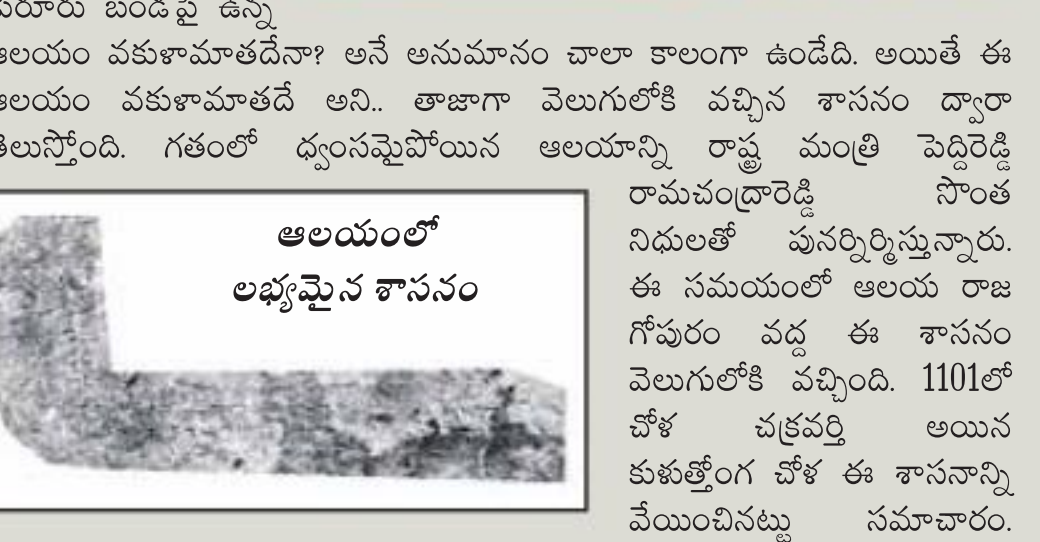 పేరూరు బండపై ఉన్న
ఆలయం వకుళామాతదేనా? అనే అనుమానం చాలా కాలంగా ఉండేది. అయితే ఈ
ఆలయం వకుళామాతదే అని.. తాజాగా వెలుగులోకి వచ్చిన శాసనం ద్వారా
తెలుస్తోంది. గతంలో ధ్వంసమైపోయిన ఆలయాన్ని రాష్ట్ర మంత్రి పెద్దిరెడ్డి
రామచంద్రారెడ్డి సొంత
నిధులతో పునర్నిర్మిస్తున్నారు.
ఈ సమయంలో ఆలయ రాజ
గోపురం వద్ద ఈ శాసనం
వెలుగులోకి వచ్చింది. 1101లో
చోళ చక్రవర్తి అయిన
కుళుత్తోంగ చోళ ఈ శాసనాన్ని
వేయించినట్టు సమాచారం.
ఆలయంలో
లభ్యమైన శాసనం